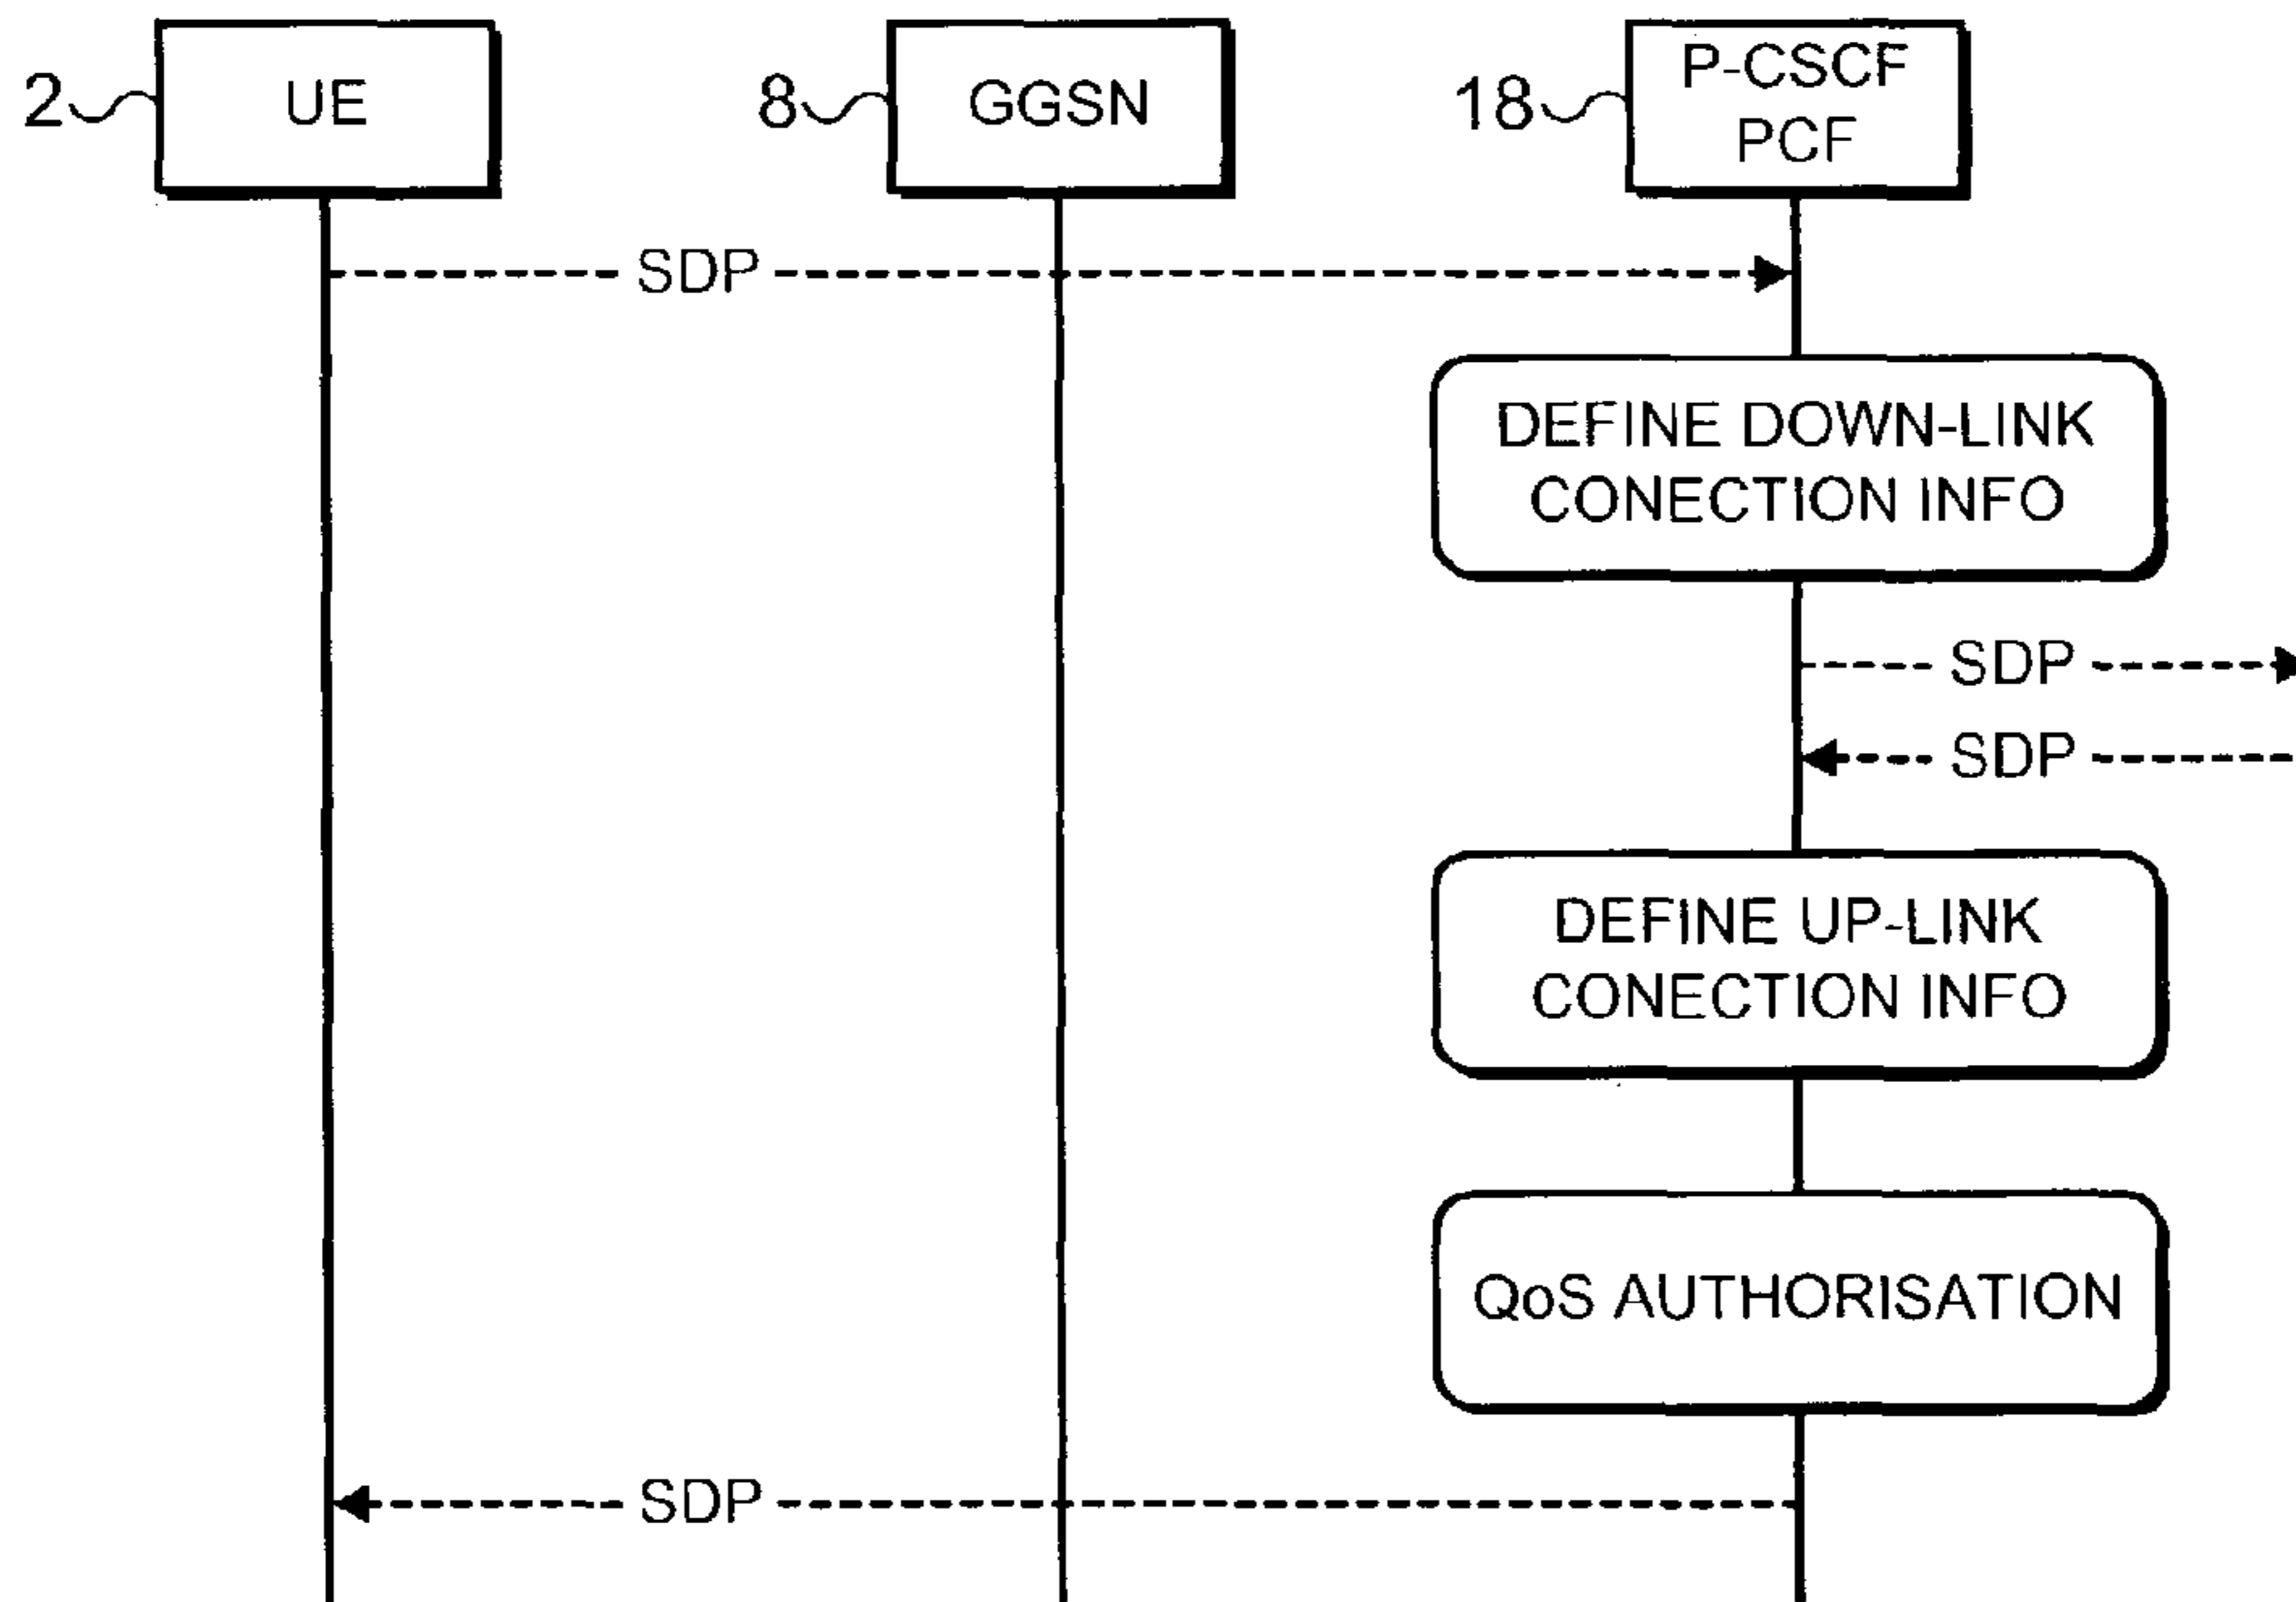 2
UE
8
GGSN
18
P-CSCF
PCF
SDP
DEFINE DOWN-LINK
CONECTION INFO
SDP
SDP
DEFINE UP-LINK
CONECTION INFO
QoS AUTHORISATION
SDP